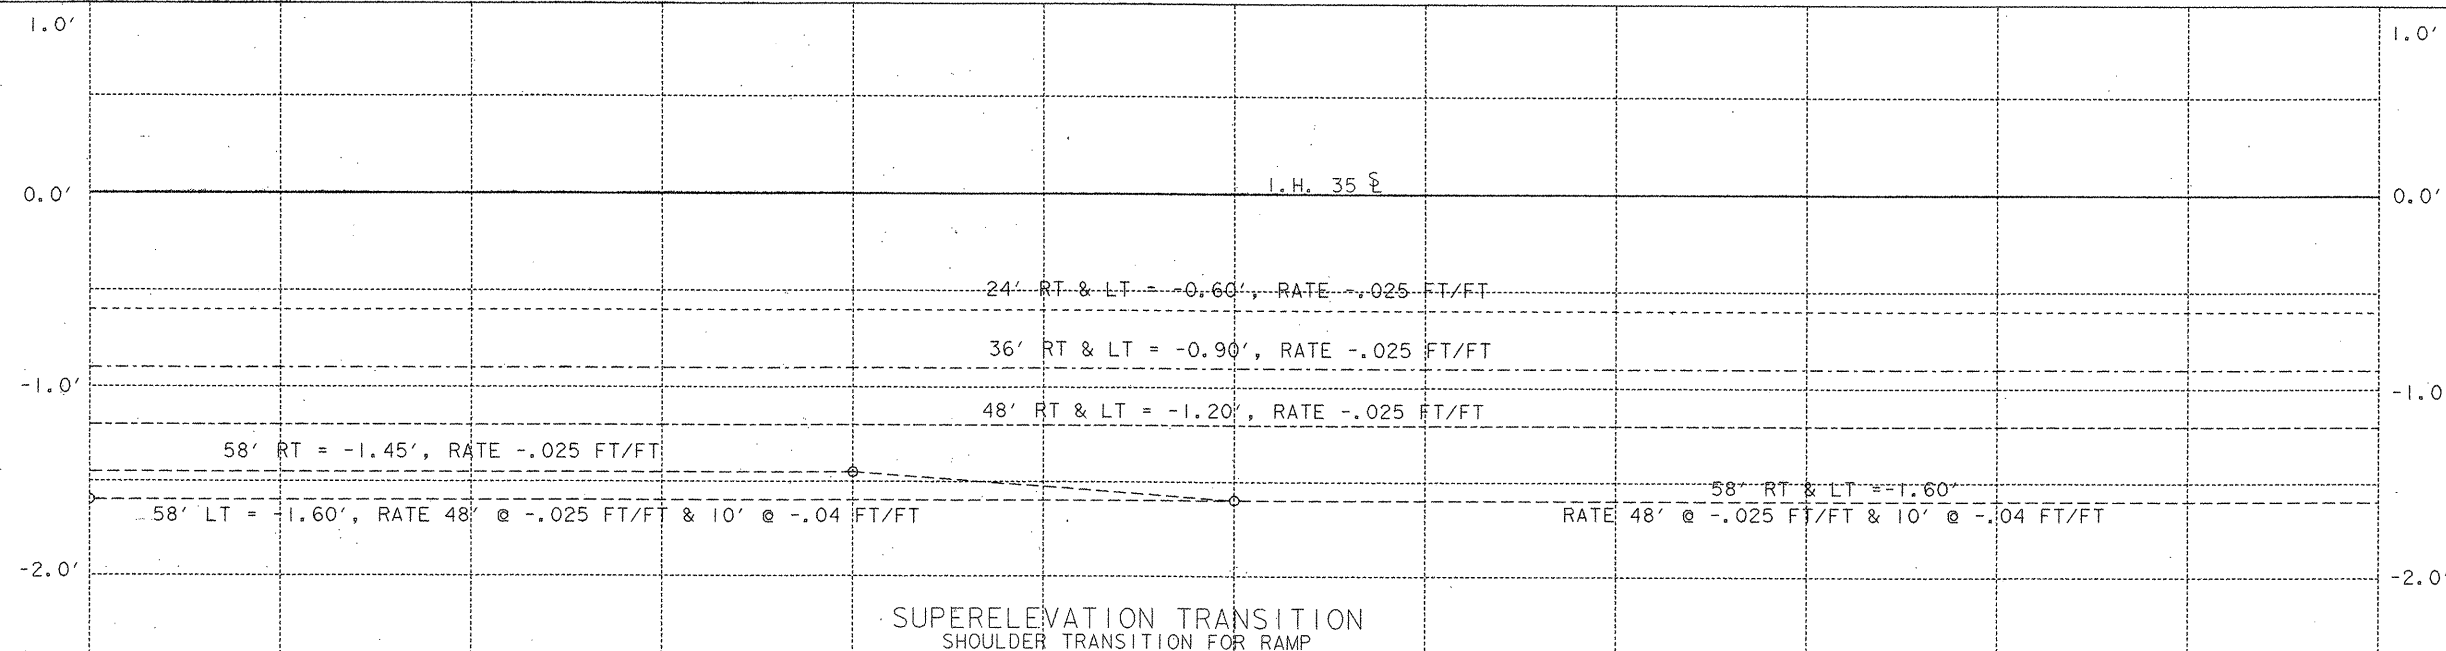 1.0' 1.0'
I.H. 35 ℄
0.0' 0.0'
24' RT & LT = -0.60', RATE -.025 FT/FT
36' RT & LT = -0.90', RATE -.025 FT/FT
-1.0' -1.0
48' RT & LT = -1.20', RATE -.025 FT/FT
58' RT = -1.45', RATE -.025 FT/FT
58' RT & LT =-1.60'
58' LT = -1.60', RATE 48' @ -.025 FT/FT & 10' @ -.04 FT/FT
RATE 48' @ -.025 FT/FT & 10' @ -.04 FT/FT
-2.0' -2.0'
SUPERELEVATION TRANSITION
SHOULDER TRANSITION FOR RAMP